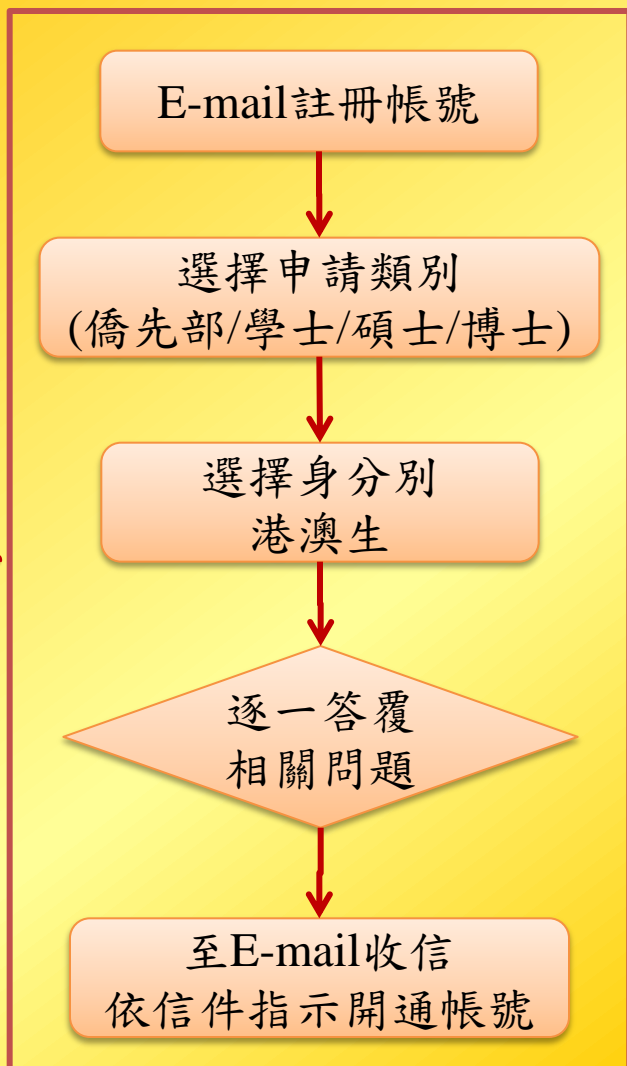 E-mail註冊帳號
選擇申請類別
(僑先部/學士/碩士/博士)
選擇身分別
港澳生
逐一答覆
相關問題
至E-mail收信
依信件指示開通帳號